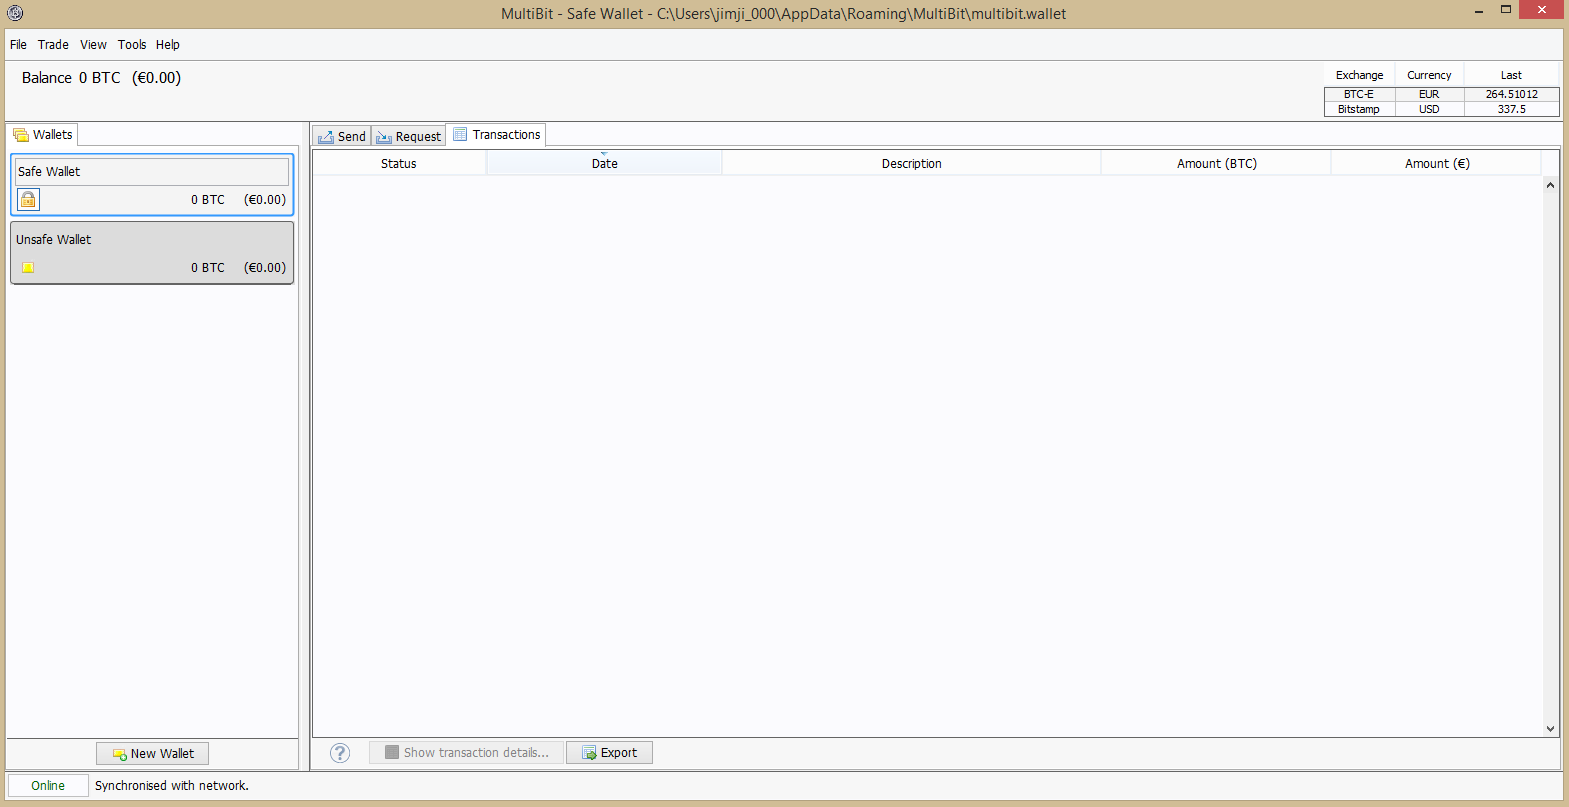 MultiBit - Safe Wallet - C:\Users\jimji_000\AppData\Roaming\MultiBit\multibit.wallet
File Trade View Tools Help
Balance 0 BTC (€0.00)
Exchange Currency Last
BTC-E EUR 264.51012
Bitstamp USD 337.5
Wallets
Send Request Transactions
Status Date Description Amount (BTC) Amount (€)
Safe Wallet
0 BTC (€0.00)
Unsafe Wallet
0 BTC (€0.00)
New Wallet
? Show transaction details... Export
Online Synchronised with network.